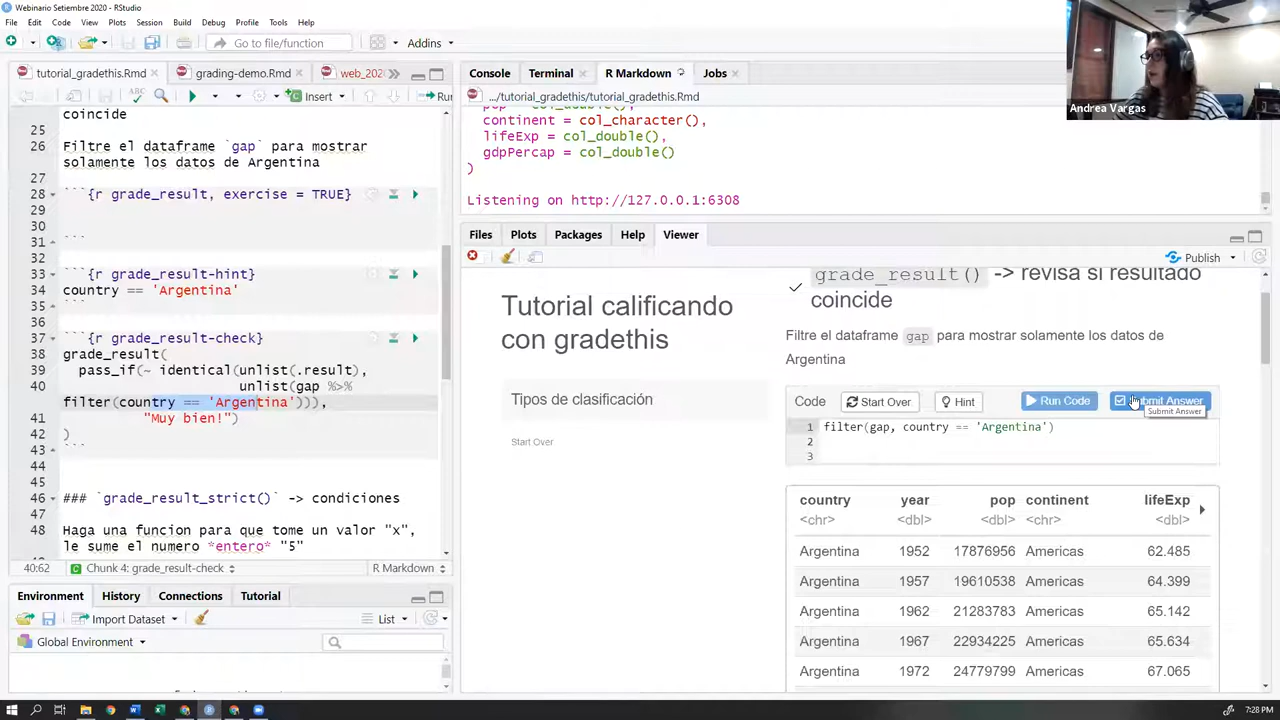 Webinario Setiembre 2020 - RStudio
File Edit Code View Plots Session Build Debug Profile Tools Help
Go to file/function
Addins
tutorial_gradethis.Rmd
grading-demo.Rmd
web_202
Insert
Run
coincide
25
26 Filtre el dataframe `gap` para mostrar
solamente los datos de Argentina
27
28 ```{r grade_result, exercise = TRUE}
29
30
31 ```
32
33 ```{r grade_result-hint}
34 country == 'Argentina'
35 ```
36
37 ```{r grade_result-check}
38 grade_result(
39 pass_if(~ identical(unlist(.result),
40 unlist(gap %>%
filter(country == 'Argentina'))),
41 "Muy bien!")
42 )
43 ```
44
45
46 ### `grade_result_strict()` -> condiciones
47
48 Haga una funcion para que tome un valor "x",
le sume el numero *entero* "5"
40:62 Chunk 4: grade_result-check R Markdown
Environment History Connections Tutorial
Import Dataset List
Global Environment
Console Terminal R Markdown Jobs
.../tutorial_gradethis/tutorial_gradethis.Rmd
continent = col_character(),
lifeExp = col_double(),
gdpPercap = col_double()
)
Listening on http://127.0.0.1:6308
Files Plots Packages Help Viewer
Publish
Tutorial calificando
con gradethis
Tipos de clasificación
Start Over
grade_result() -> revisa si resultado
coincide
Filtre el dataframe gap para mostrar solamente los datos de
Argentina
Code Start Over Hint Run Code Submit Answer
Submit Answer
1 filter(gap, country == 'Argentina')
2
3
country year pop continent lifeExp
<chr> <dbl> <dbl> <chr> <dbl>
Argentina 1952 17876956 Americas 62.485
Argentina 1957 19610538 Americas 64.399
Argentina 1962 21283783 Americas 65.142
Argentina 1967 22934225 Americas 65.634
Argentina 1972 24779799 Americas 67.065
Andrea Vargas
7:28 PM